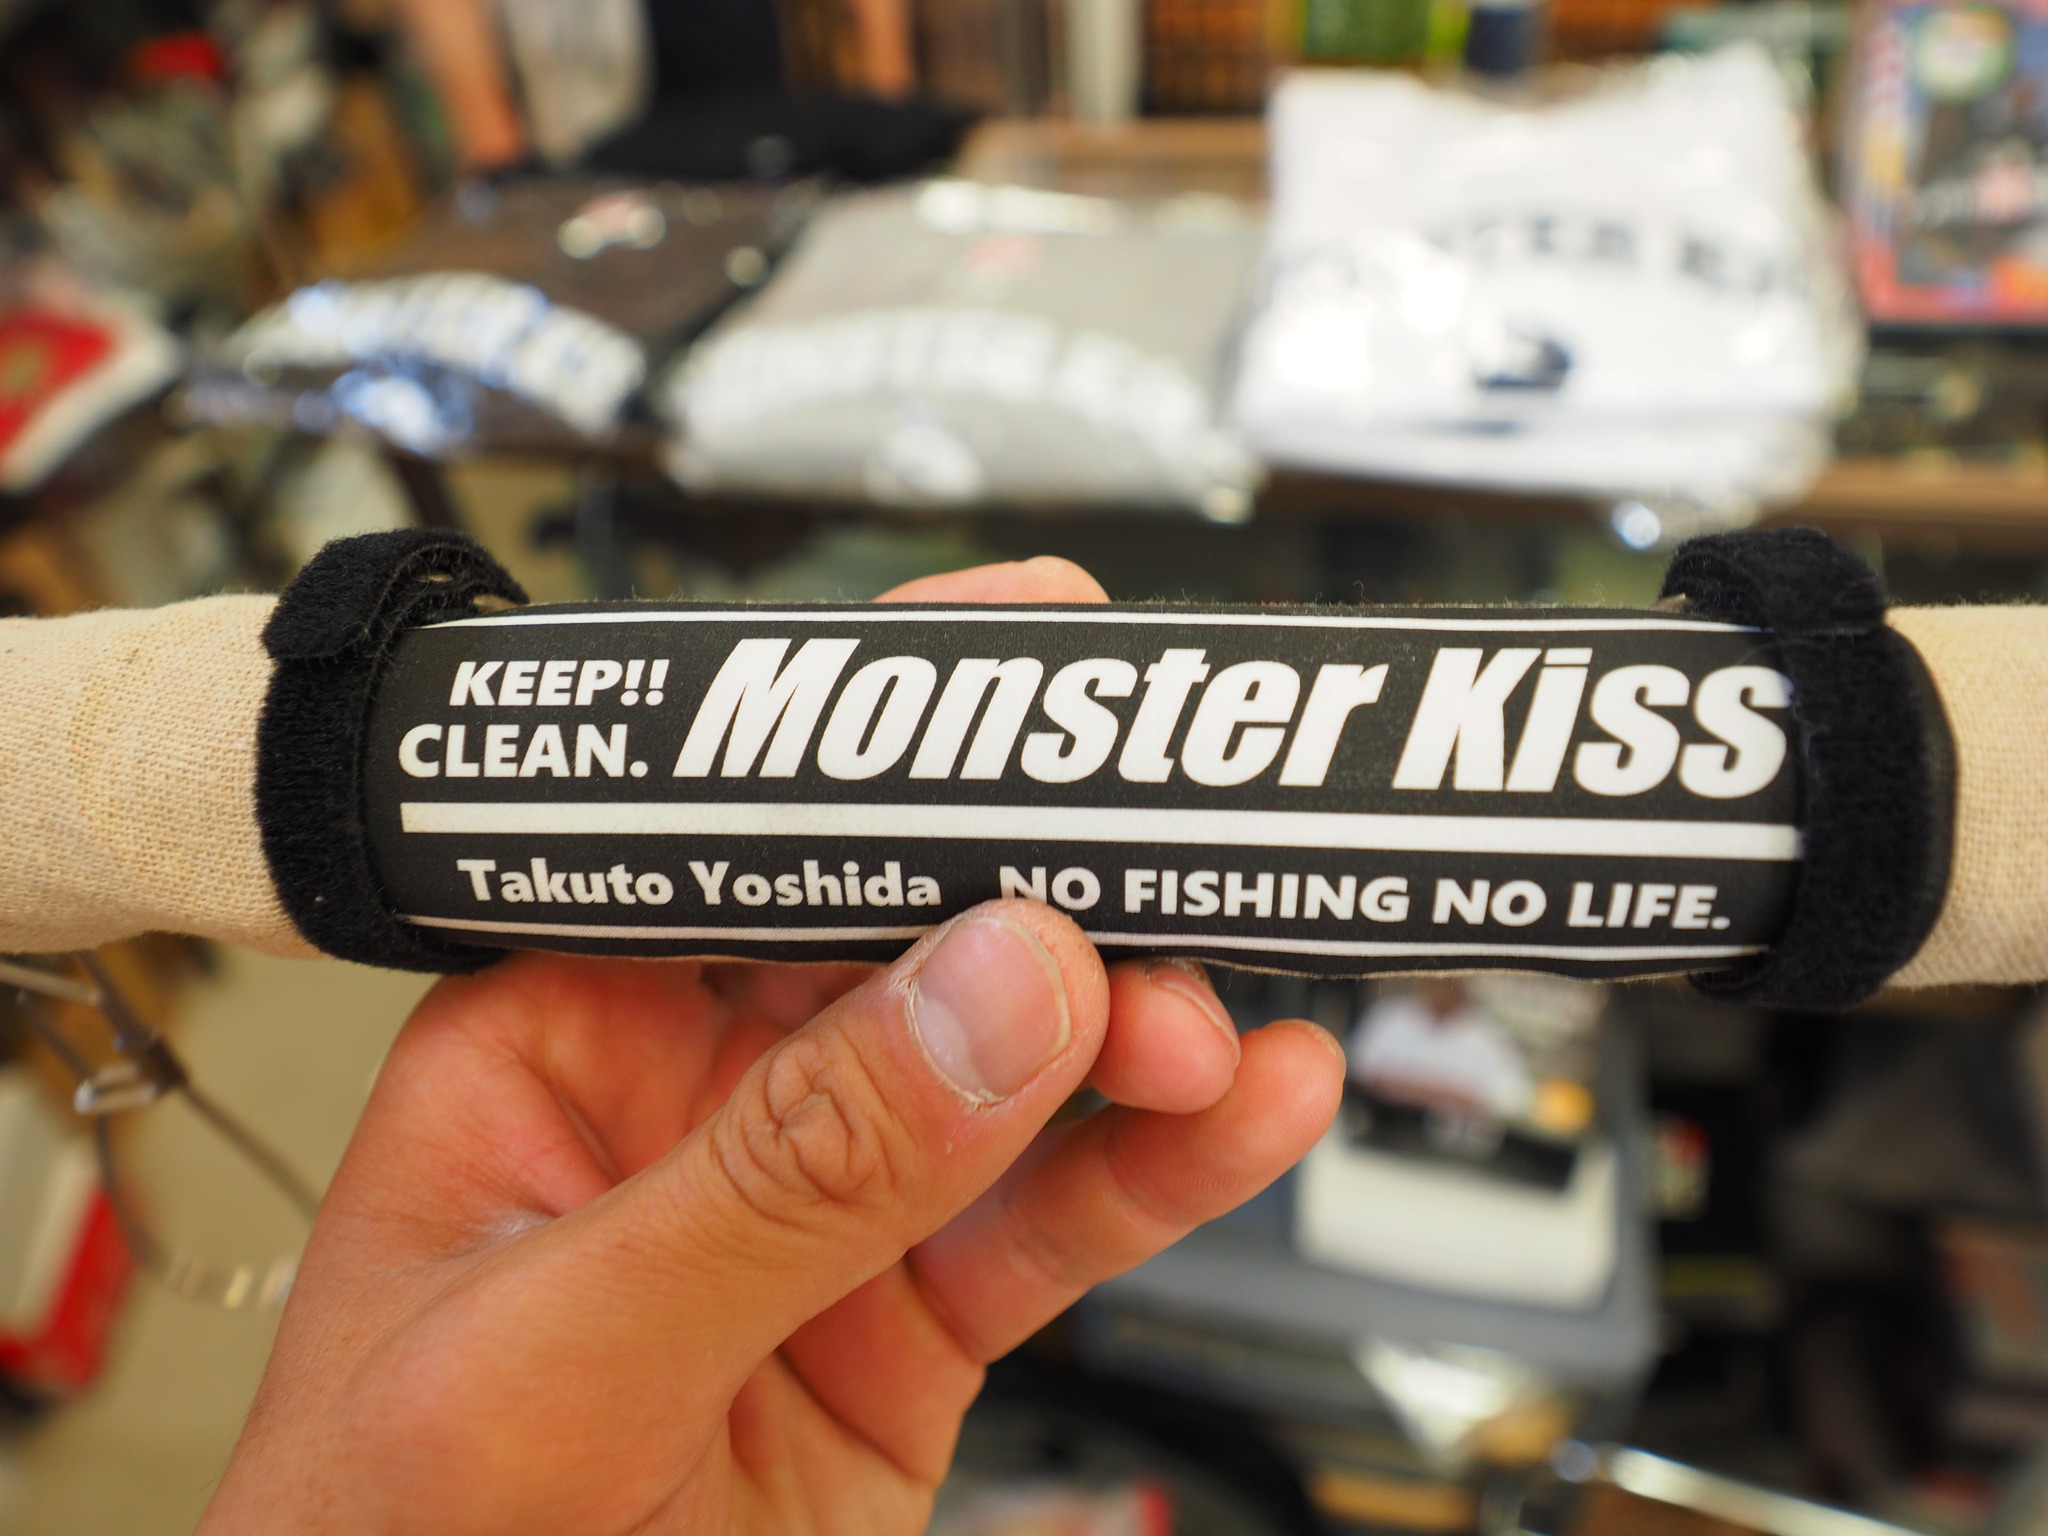 KEEP!!
CLEAN.
Monster Kiss
Takuto Yoshida NO FISHING NO LIFE.